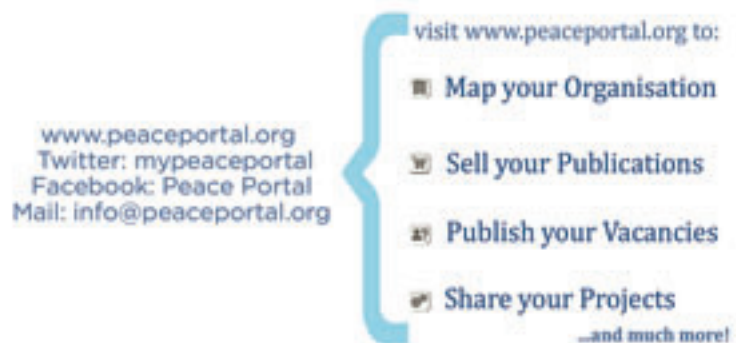 www.peaceportal.org
Twitter: mypeaceportal
Facebook: Peace Portal
Mail: info@peaceportal.org
visit www.peaceportal.org to:
Map your Organisation
Sell your Publications
Publish your Vacancies
Share your Projects
...and much more!